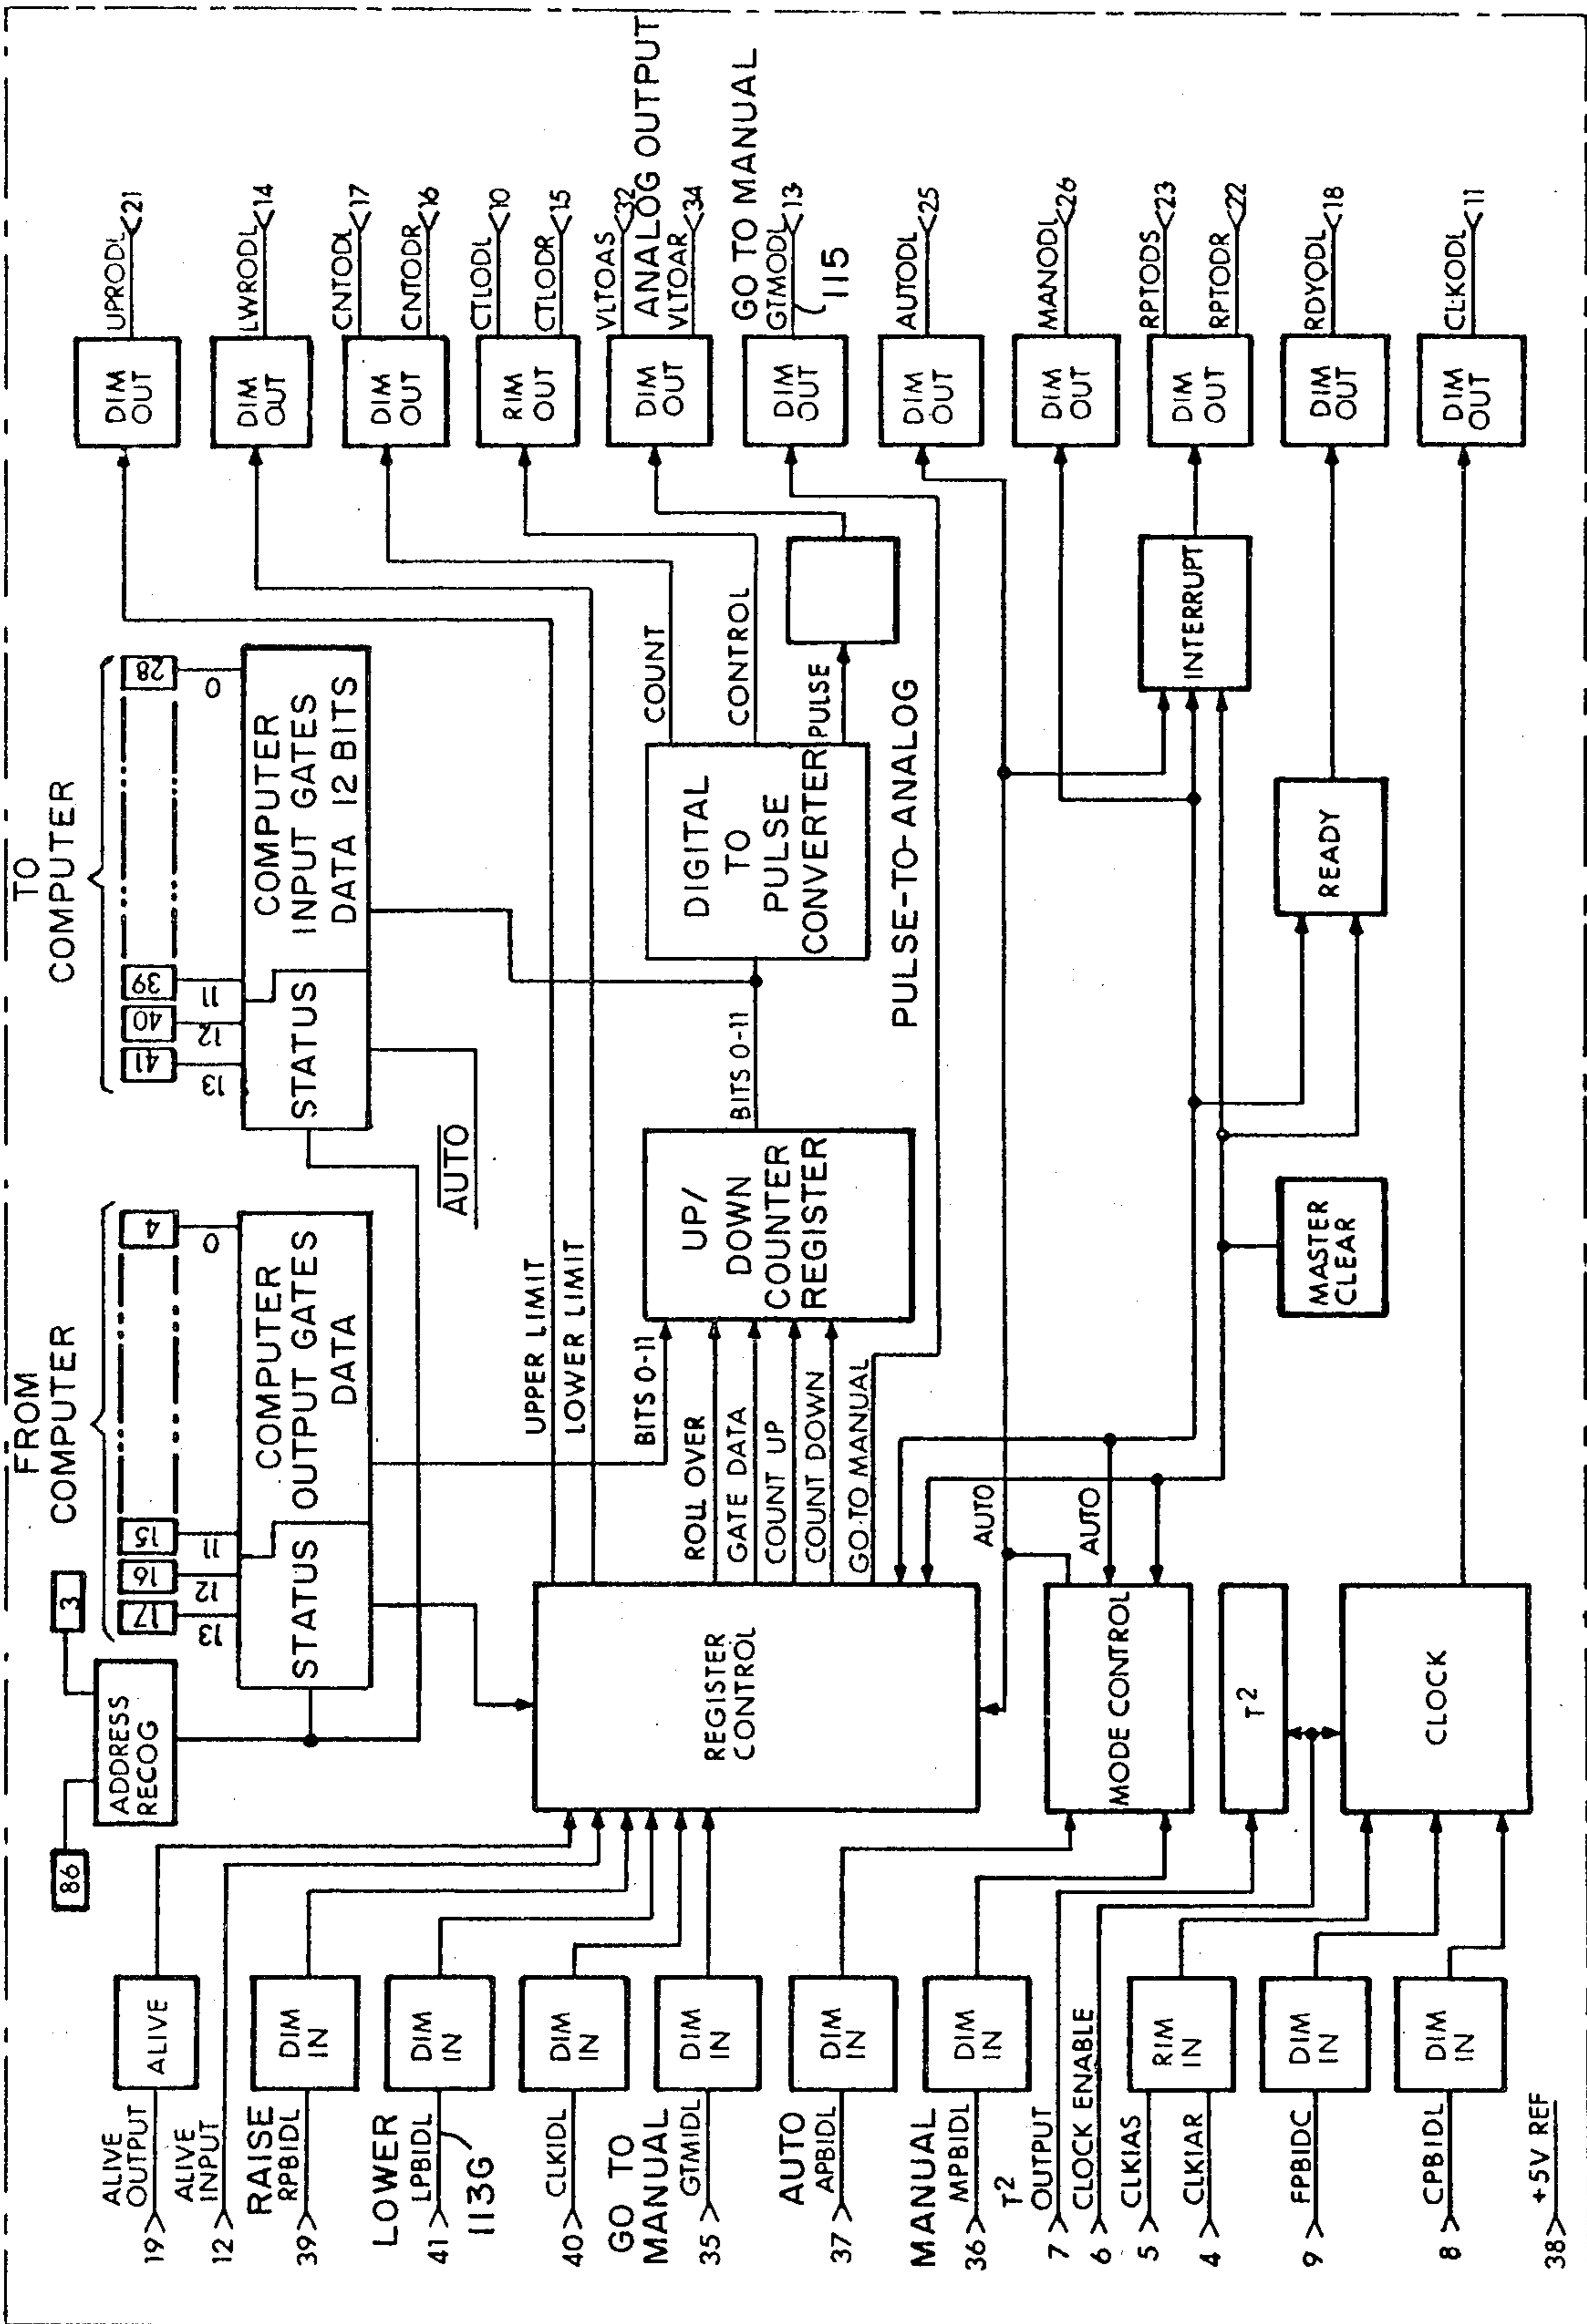 FROM
COMPUTER
TO
COMPUTER
3
86
ADDRESS
RECOG
17
16
15
4
13
12
11
0
STATUS
COMPUTER
OUTPUT GATES
DATA
41
40
39
28
13
12
11
0
STATUS
COMPUTER
INPUT GATES
DATA 12 BITS
AUTO
UPPER LIMIT
LOWER LIMIT
BITS 0-11
ROLL OVER
GATE DATA
COUNT UP
COUNT DOWN
GO-TO MANUAL
UP/
DOWN
COUNTER
REGISTER
BITS 0-11
DIGITAL
TO
PULSE
CONVERTER
COUNT
CONTROL
PULSE
PULSE-TO-ANALOG
REGISTER
CONTROL
AUTO
AUTO
MODE CONTROL
T2
CLOCK
MASTER
CLEAR
READY
INTERRUPT
19
ALIVE
OUTPUT
ALIVE
12
ALIVE
INPUT
39
RAISE
RPBIDL
DIM
IN
41
LOWER
LPBIDL
113G
DIM
IN
40
CLKIDL
DIM
IN
GO TO
MANUAL
35
GTMIDL
DIM
IN
AUTO
37
APBIDL
DIM
IN
MANUAL
36
MPBIDL
DIM
IN
T2
7
OUTPUT
6
CLOCK ENABLE
5
CLKIAS
4
CLKIAR
RIM
IN
9
FPBIDC
DIM
IN
8
CPBIDL
DIM
IN
38
+5V REF
DIM
OUT
UPRODL
21
DIM
OUT
LWRODL
14
DIM
OUT
CNTODL
17
CNTODR
16
RIM
OUT
CTLODL
10
CTLODR
15
DIM
OUT
VLTOAS
32
ANALOG OUTPUT
VLTOAR
34
GO TO MANUAL
DIM
OUT
GTMODL
13
115
DIM
OUT
AUTODL
25
DIM
OUT
MANODL
26
DIM
OUT
RPTODS
23
RPTODR
22
DIM
OUT
RDYODL
18
DIM
OUT
CLKODL
11